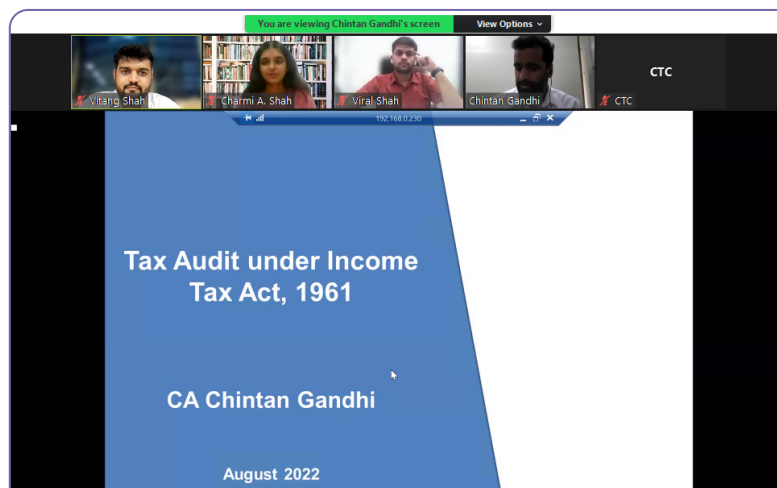 You are viewing Chintan Gandhi's screen
View Options
Vitang Shah
Charmi A. Shah
Viral Shah
Chintan Gandhi
CTC
CTC
192.168.0.230
Tax Audit under Income
Tax Act, 1961
CA Chintan Gandhi
August 2022